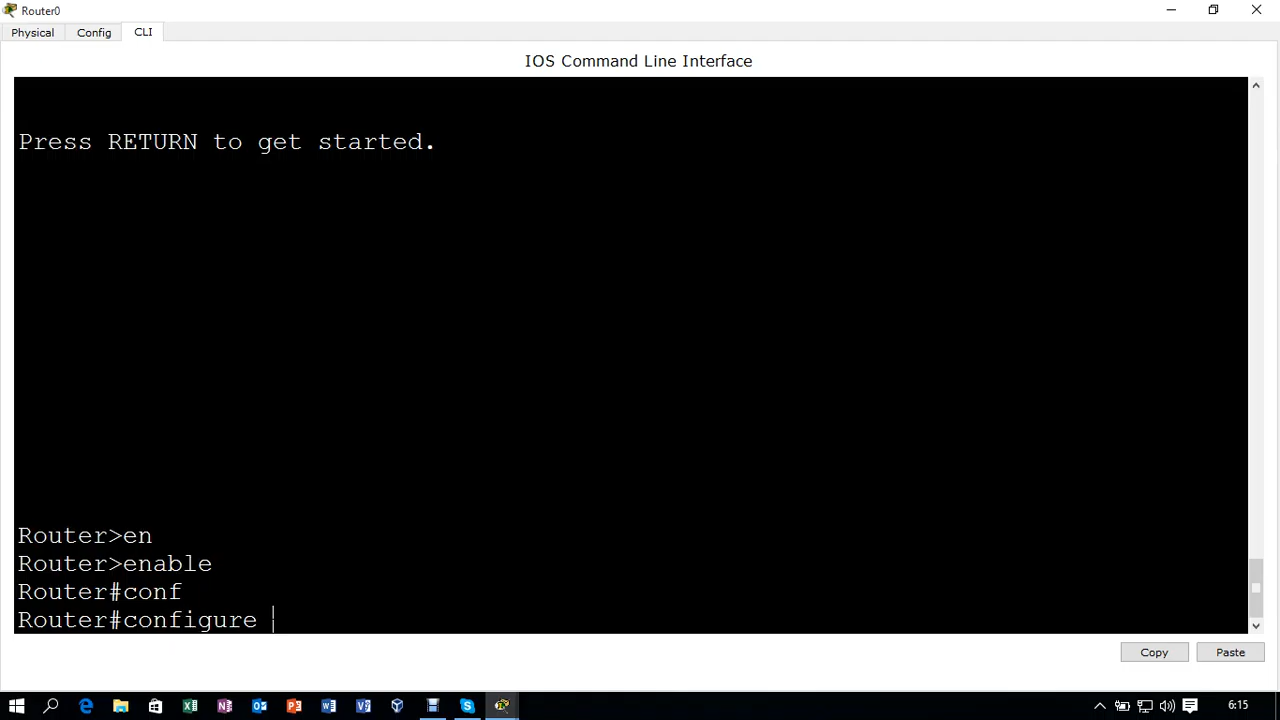 Router0
Physical Config CLI
IOS Command Line Interface
Press RETURN to get started.
Router>en
Router>enable
Router#conf
Router#configure
Copy Paste
6:15